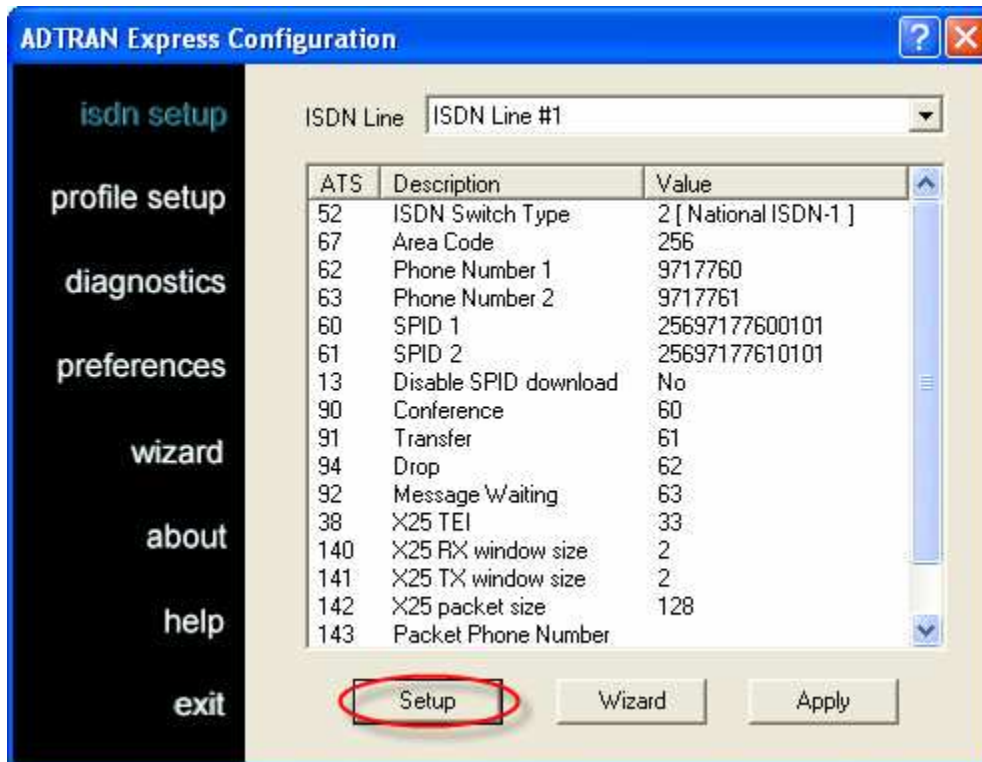 ADTRAN Express Configuration
isdn setup
profile setup
diagnostics
preferences
wizard
about
help
exit
ISDN Line ISDN Line #1
ATS Description Value
52 ISDN Switch Type 2 [ National ISDN-1 ]
67 Area Code 256
62 Phone Number 1 9717760
63 Phone Number 2 9717761
60 SPID 1 25697177600101
61 SPID 2 25697177610101
13 Disable SPID download No
90 Conference 60
91 Transfer 61
94 Drop 62
92 Message Waiting 63
38 X25 TEI 33
140 X25 RX window size 2
141 X25 TX window size 2
142 X25 packet size 128
143 Packet Phone Number
Setup Wizard Apply